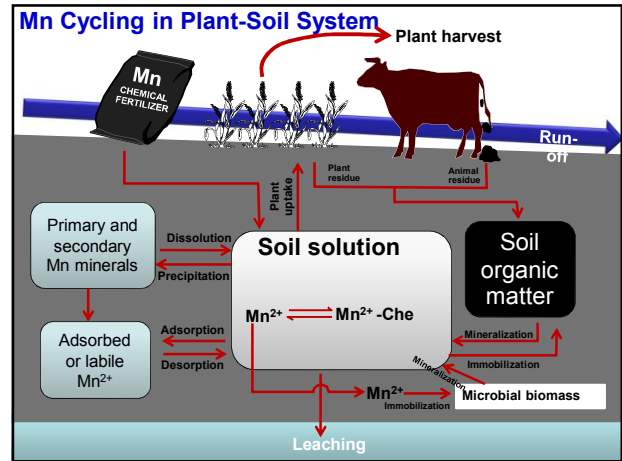 Mn Cycling in Plant-Soil System
Plant harvest
Mn
CHEMICAL
FERTILIZER
Run-
off
Plant
residue
Animal
residue
Plant
uptake
Primary and
secondary
Mn minerals
Dissolution
Precipitation
Soil solution
Soil
organic
matter
Mn²⁺
Mn²⁺ -Che
Adsorbed
or labile
Mn²⁺
Adsorption
Desorption
Mineralization
Immobilization
Mineralization
Mn²⁺
Immobilization
Microbial biomass
Leaching